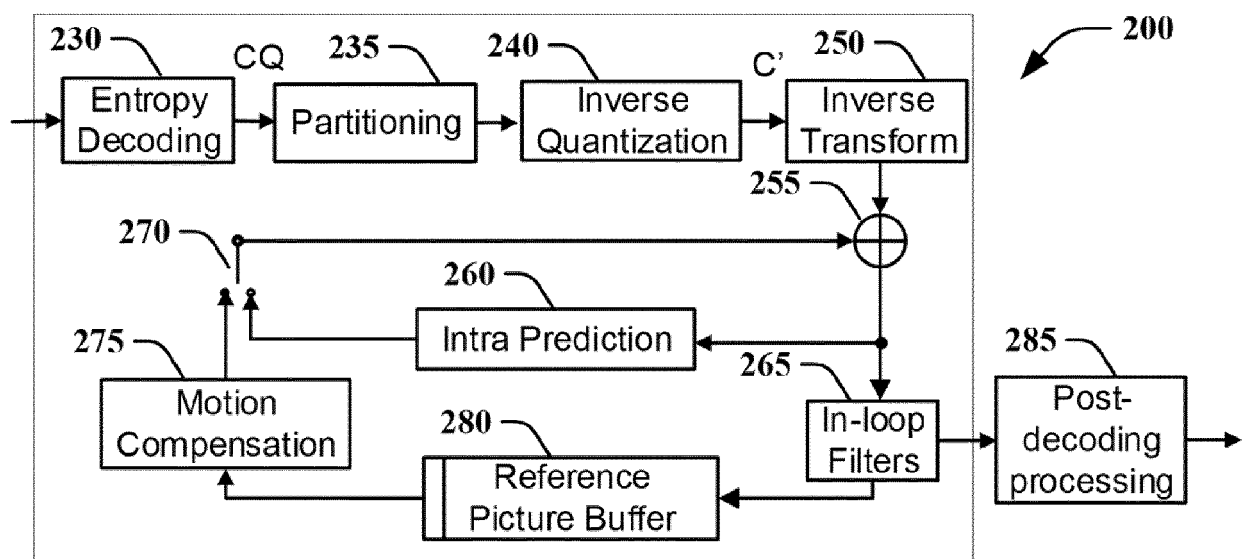 230
CQ
235
240
C'
250
200
Entropy
Decoding
Partitioning
Inverse
Quantization
Inverse
Transform
255
270
260
Intra Prediction
275
265
285
Motion
Compensation
280
Reference
Picture Buffer
In-loop
Filters
Post-
decoding
processing